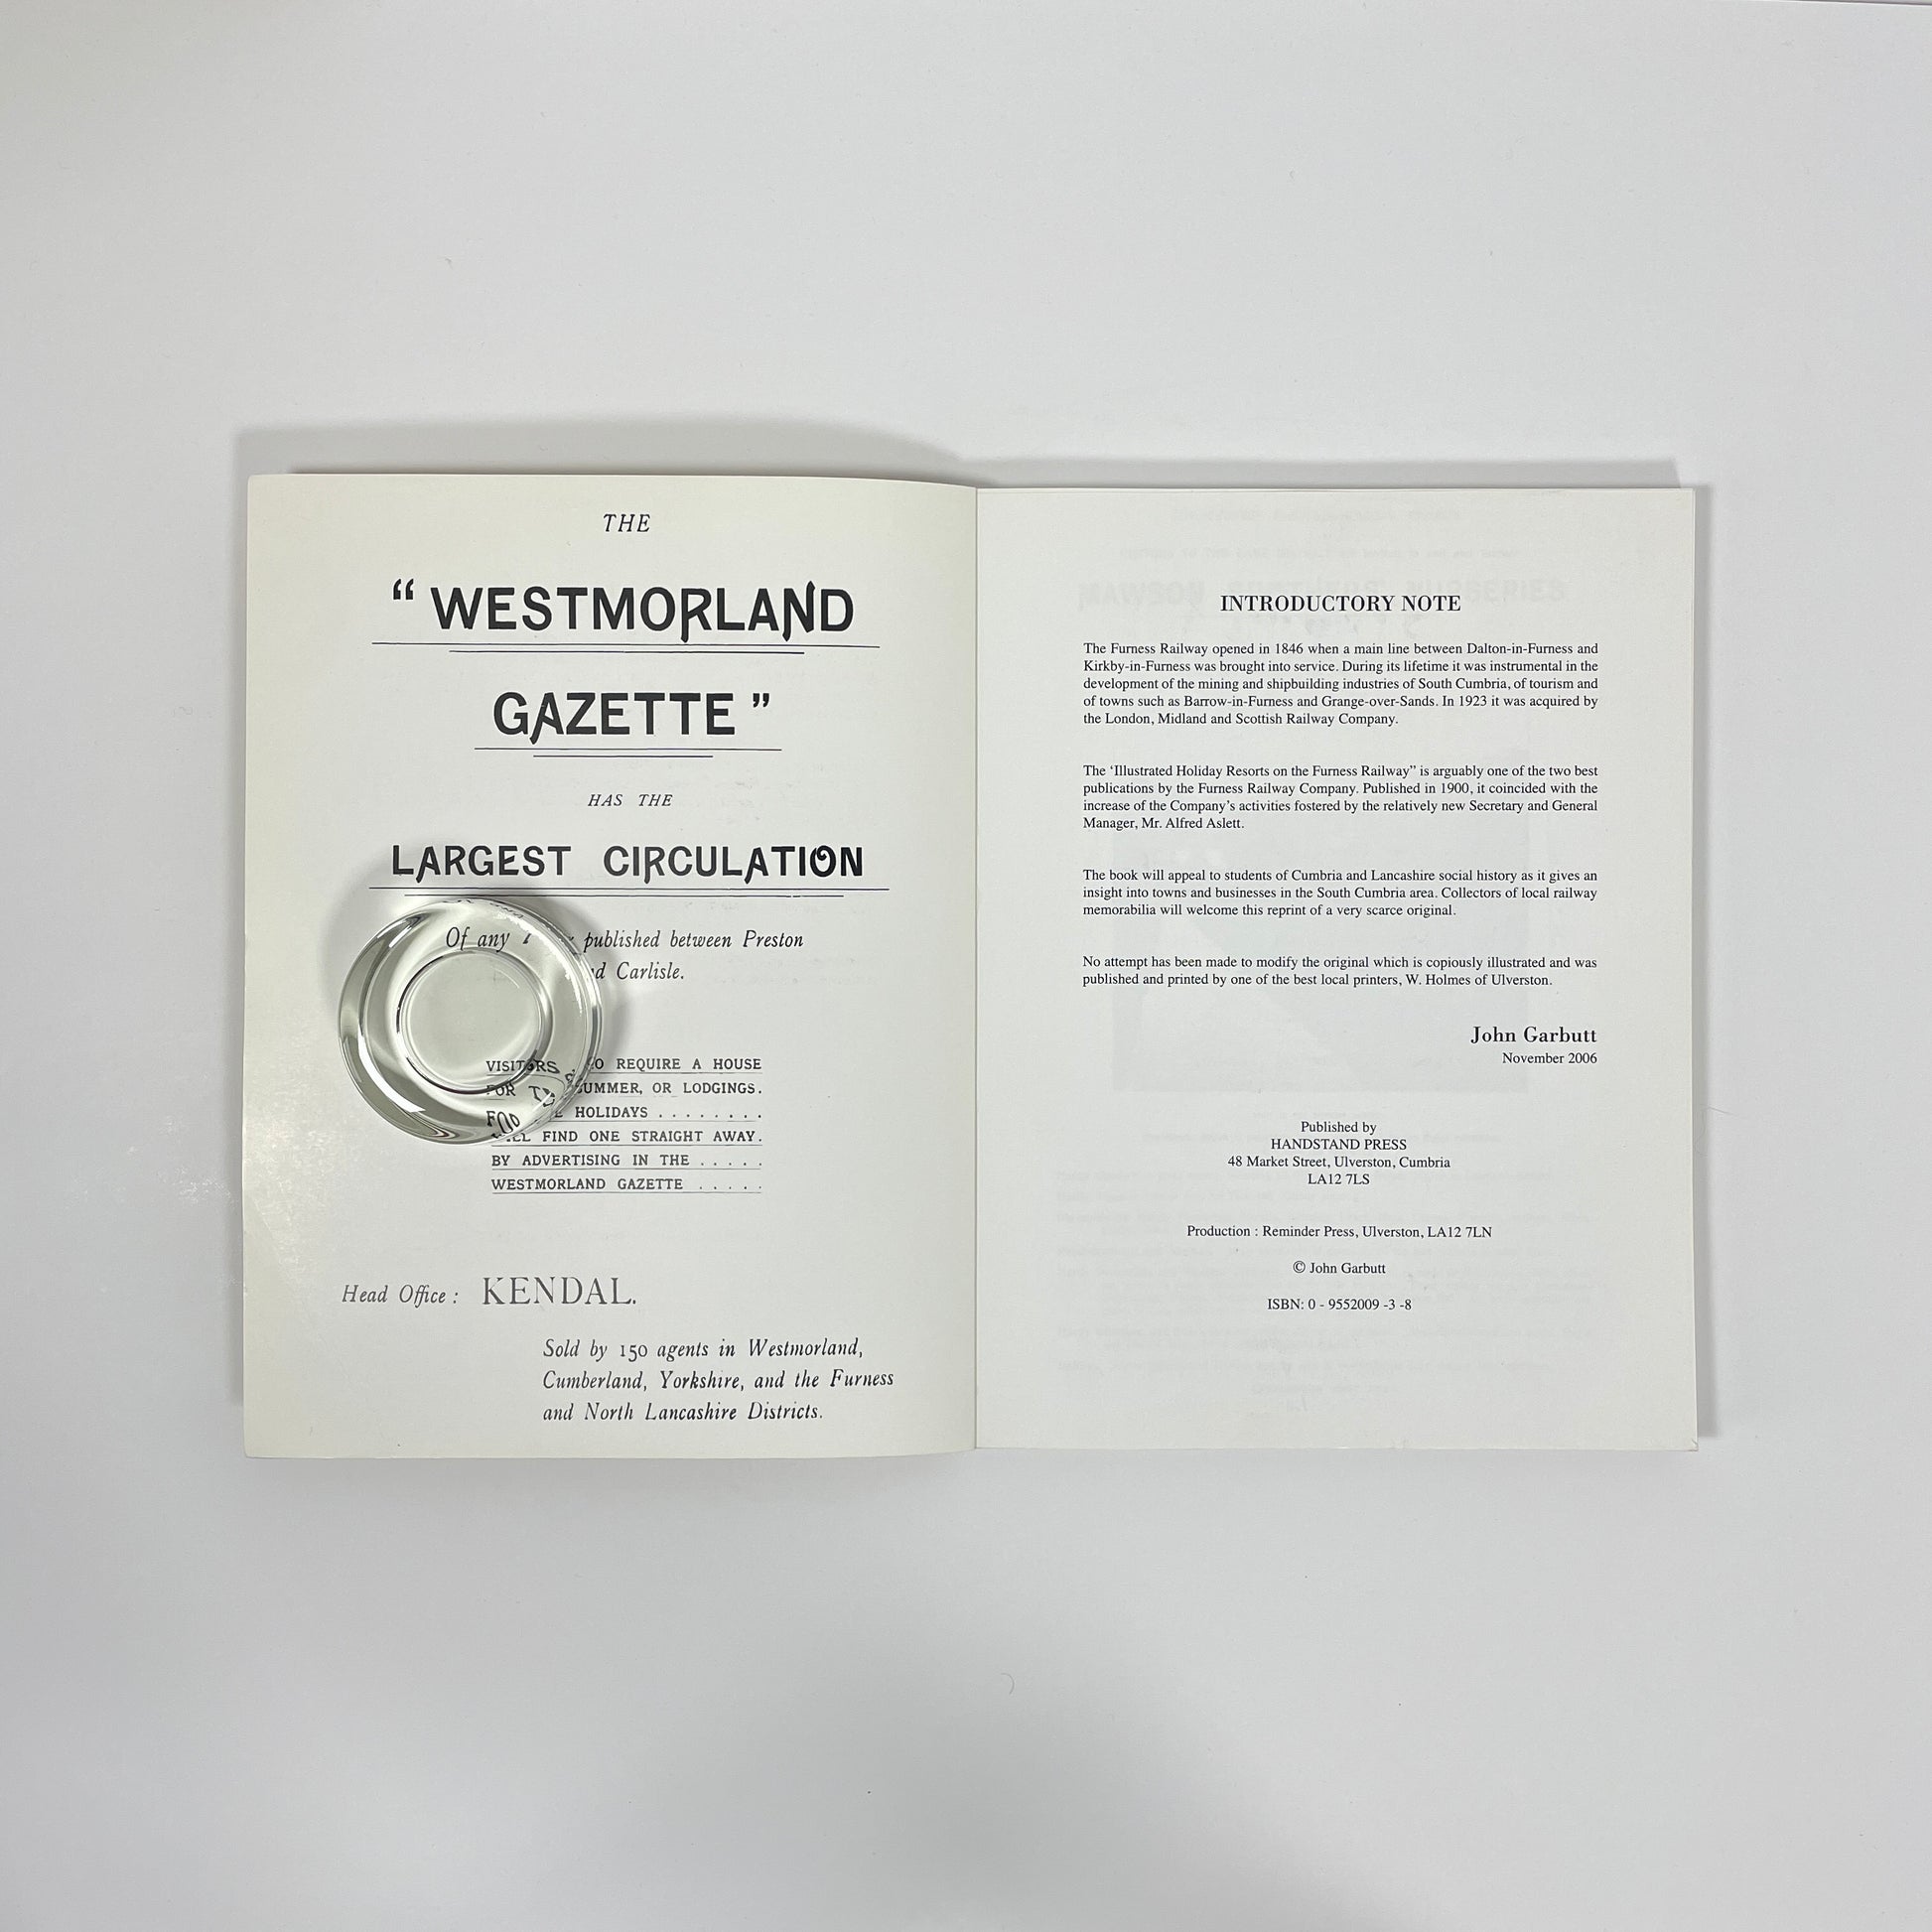 THE
“ WESTMORLAND
GAZETTE ”
HAS THE
LARGEST CIRCULATION
Of any published between Preston
Carlisle.
VISITORS REQUIRE A HOUSE
FOR SUMMER, OR LODGINGS.
HOLIDAYS . . . . . . . .
FIND ONE STRAIGHT AWAY.
BY ADVERTISING IN THE . . . . .
WESTMORLAND GAZETTE . . . . .
Head Office : KENDAL.
Sold by 150 agents in Westmorland,
Cumberland, Yorkshire, and the Furness
and North Lancashire Districts.
INTRODUCTORY NOTE
The Furness Railway opened in 1846 when a main line between Dalton-in-Furness and
Kirkby-in-Furness was brought into service. During its lifetime it was instrumental in the
development of the mining and shipbuilding industries of South Cumbria, of tourism and
of towns such as Barrow-in-Furness and Grange-over-Sands. In 1923 it was acquired by
the London, Midland and Scottish Railway Company.
The ‘Illustrated Holiday Resorts on the Furness Railway” is arguably one of the two best
publications by the Furness Railway Company. Published in 1900, it coincided with the
increase of the Company’s activities fostered by the relatively new Secretary and General
Manager, Mr. Alfred Aslett.
The book will appeal to students of Cumbria and Lancashire social history as it gives an
insight into towns and businesses in the South Cumbria area. Collectors of local railway
memorabilia will welcome this reprint of a very scarce original.
No attempt has been made to modify the original which is copiously illustrated and was
published and printed by one of the best local printers, W. Holmes of Ulverston.
John Garbutt
November 2006
Published by
HANDSTAND PRESS
48 Market Street, Ulverston, Cumbria
LA12 7LS
Production : Reminder Press, Ulverston, LA12 7LN
© John Garbutt
ISBN: 0 - 9552009 -3 -8